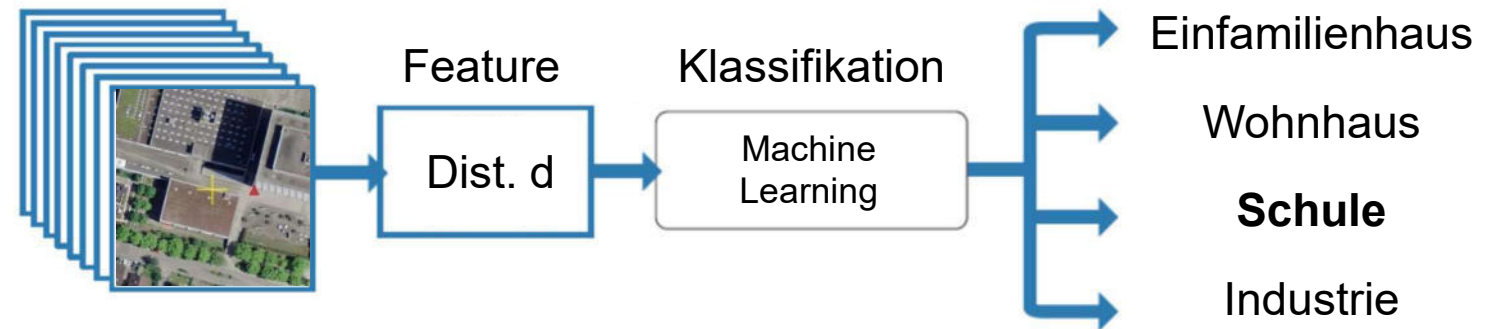 Feature
Klassifikation
Dist. d
Machine
Learning
Einfamilienhaus
Wohnhaus
Schule
Industrie